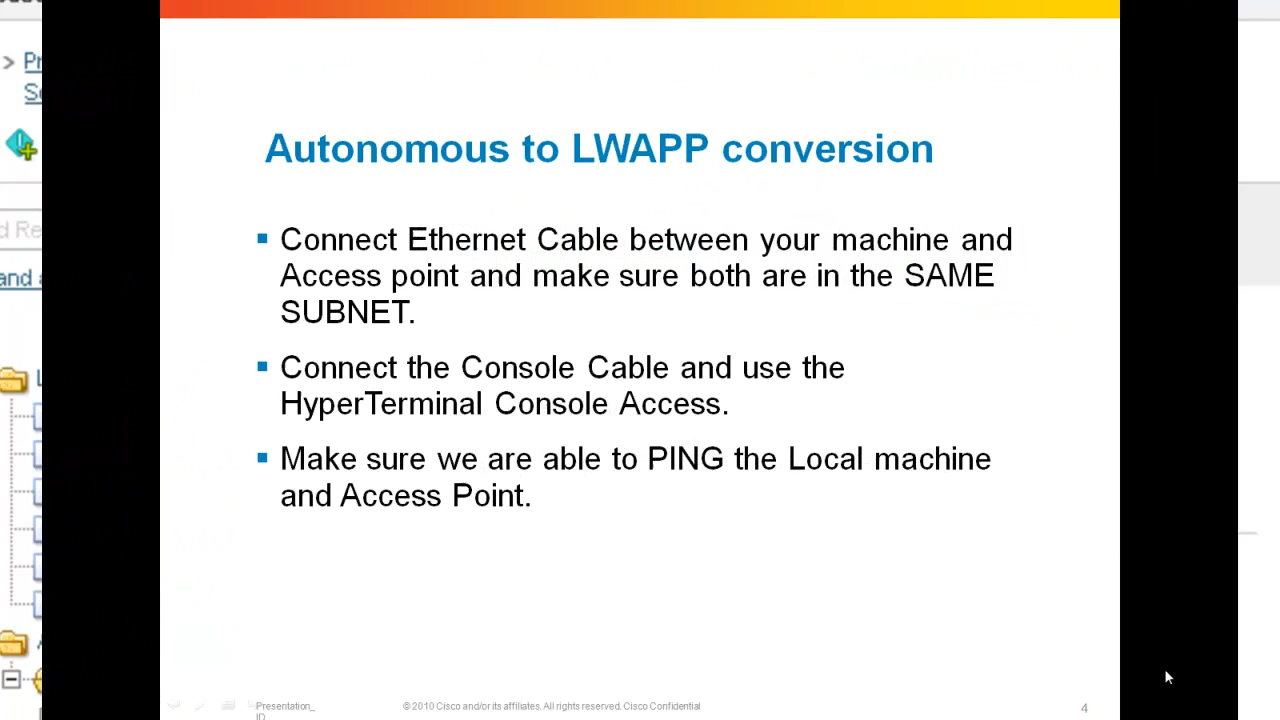 Autonomous to LWAPP conversion
Connect Ethernet Cable between your machine and
Access point and make sure both are in the SAME
SUBNET.
Connect the Console Cable and use the
HyperTerminal Console Access.
Make sure we are able to PING the Local machine
and Access Point.
Presentation_
ID
© 2010 Cisco and/or its affiliates. All rights reserved. Cisco Confidential
4
and